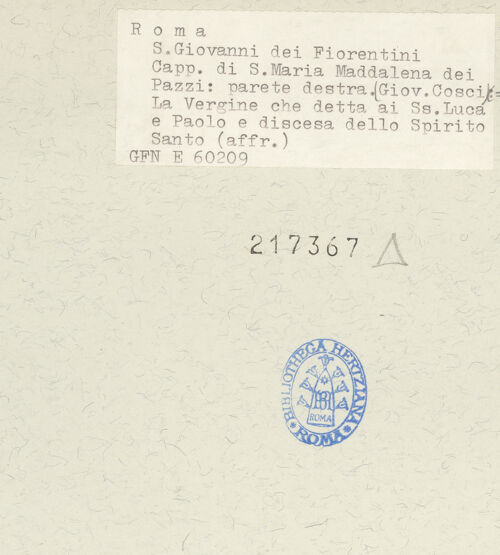 R o m a
S.Giovanni dei Fiorentini
Capp. di S.Maria Maddalena dei
Pazzi: parete destra.(Giov.Cosci)=
La Vergine che detta ai Ss.Luca
e Paolo e discesa dello Spirito
Santo (affr.)
GFN E 60209
217367 Δ
BIBLIOTHECA HERTZIANA
ROMA
ROMA